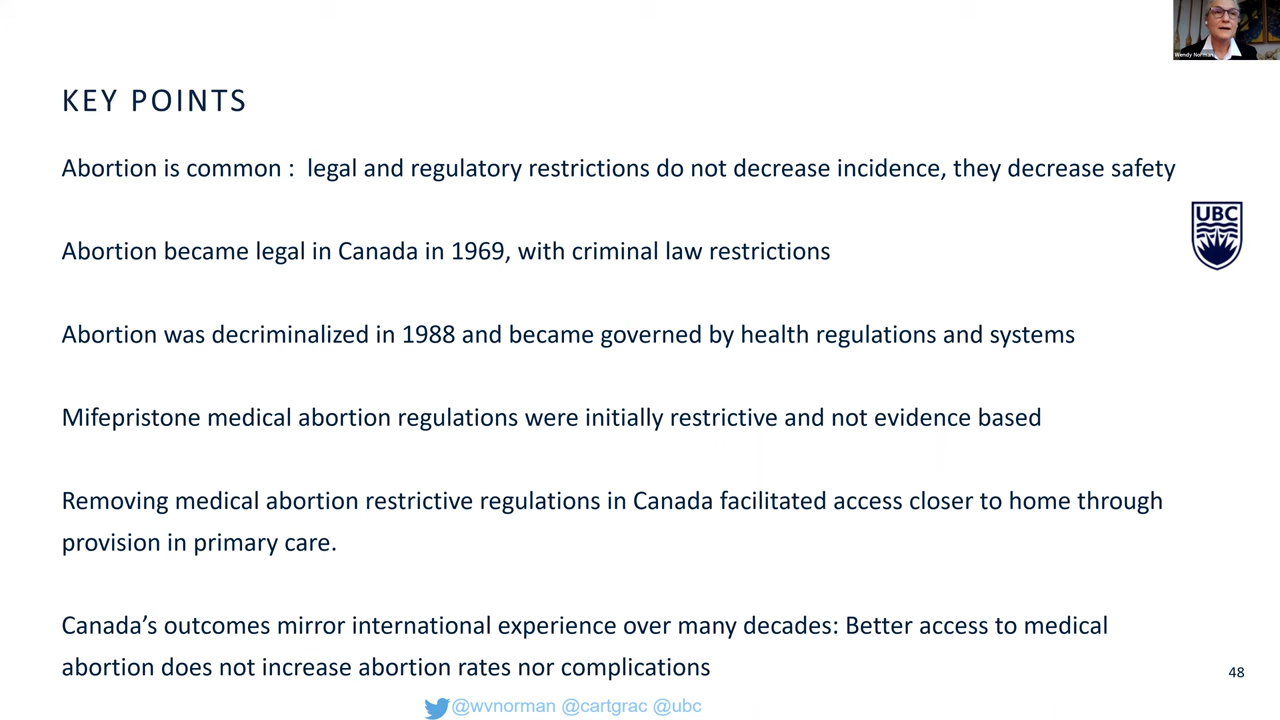 Wendy Norman
KEY POINTS
Abortion is common :  legal and regulatory restrictions do not decrease incidence, they decrease safety
UBC
Abortion became legal in Canada in 1969, with criminal law restrictions
Abortion was decriminalized in 1988 and became governed by health regulations and systems
Mifepristone medical abortion regulations were initially restrictive and not evidence based
Removing medical abortion restrictive regulations in Canada facilitated access closer to home through
provision in primary care.
Canada’s outcomes mirror international experience over many decades: Better access to medical
abortion does not increase abortion rates nor complications
48
@wvnorman @cartgrac @ubc